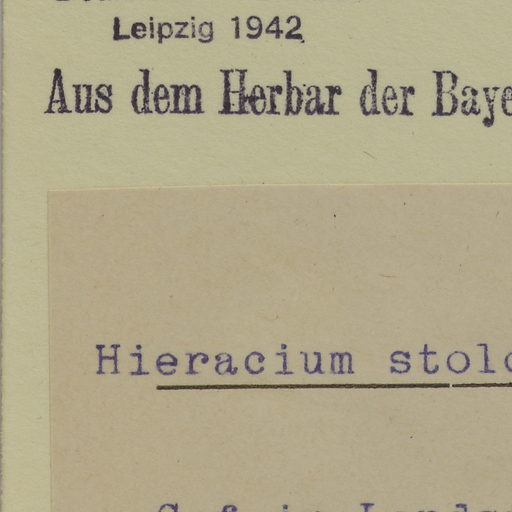 Leipzig 1942
Aus dem Herbar der Baye
Hieracium stolo